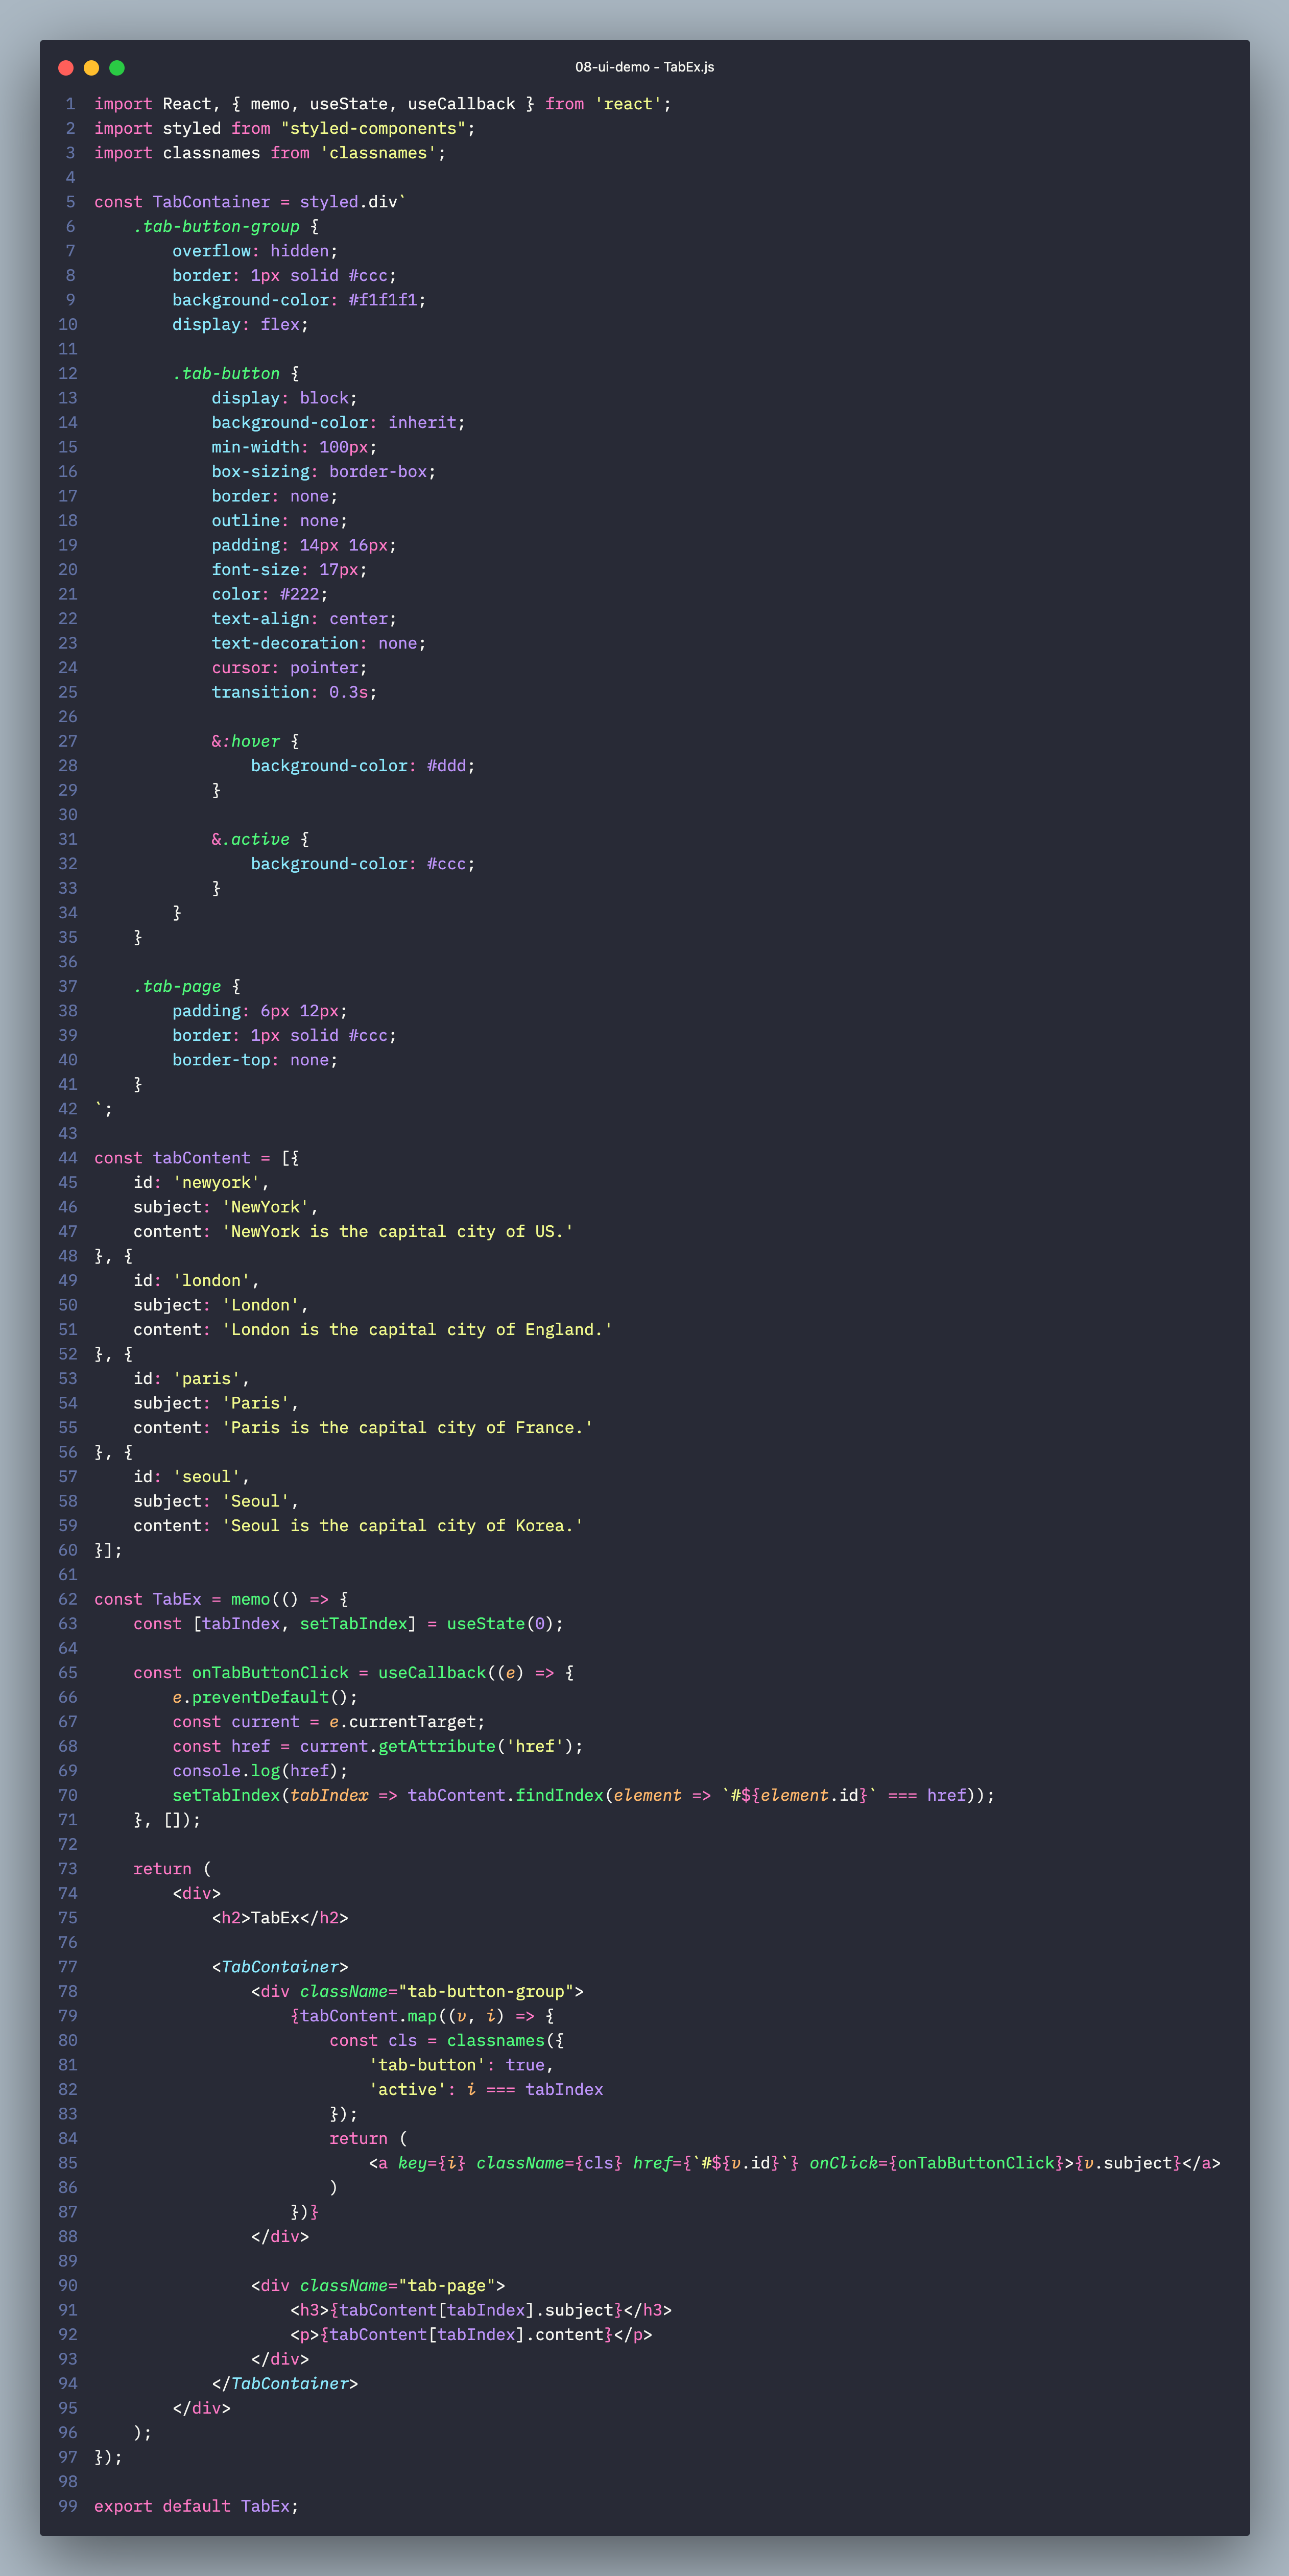 08-ui-demo - TabEx.js
1 import React, { memo, useState, useCallback } from 'react';
2 import styled from "styled-components";
3 import classnames from 'classnames';
4
5 const TabContainer = styled.div`
6     .tab-button-group {
7         overflow: hidden;
8         border: 1px solid #ccc;
9         background-color: #f1f1f1;
10         display: flex;
11
12         .tab-button {
13             display: block;
14             background-color: inherit;
15             min-width: 100px;
16             box-sizing: border-box;
17             border: none;
18             outline: none;
19             padding: 14px 16px;
20             font-size: 17px;
21             color: #222;
22             text-align: center;
23             text-decoration: none;
24             cursor: pointer;
25             transition: 0.3s;
26
27             &:hover {
28                 background-color: #ddd;
29             }
30
31             &.active {
32                 background-color: #ccc;
33             }
34         }
35     }
36
37     .tab-page {
38         padding: 6px 12px;
39         border: 1px solid #ccc;
40         border-top: none;
41     }
42 `;
43
44 const tabContent = [{
45     id: 'newyork',
46     subject: 'NewYork',
47     content: 'NewYork is the capital city of US.'
48 }, {
49     id: 'london',
50     subject: 'London',
51     content: 'London is the capital city of England.'
52 }, {
53     id: 'paris',
54     subject: 'Paris',
55     content: 'Paris is the capital city of France.'
56 }, {
57     id: 'seoul',
58     subject: 'Seoul',
59     content: 'Seoul is the capital city of Korea.'
60 }];
61
62 const TabEx = memo(() => {
63     const [tabIndex, setTabIndex] = useState(0);
64
65     const onTabButtonClick = useCallback((e) => {
66         e.preventDefault();
67         const current = e.currentTarget;
68         const href = current.getAttribute('href');
69         console.log(href);
70         setTabIndex(tabIndex => tabContent.findIndex(element => `#${element.id}` === href));
71     }, []);
72
73     return (
74         <div>
75             <h2>TabEx</h2>
76
77             <TabContainer>
78                 <div className="tab-button-group">
79                     {tabContent.map((v, i) => {
80                         const cls = classnames({
81                             'tab-button': true,
82                             'active': i === tabIndex
83                         });
84                         return (
85                             <a key={i} className={cls} href={`#${v.id}`} onClick={onTabButtonClick}>{v.subject}</a>
86                         )
87                     })}
88                 </div>
89
90                 <div className="tab-page">
91                     <h3>{tabContent[tabIndex].subject}</h3>
92                     <p>{tabContent[tabIndex].content}</p>
93                 </div>
94             </TabContainer>
95         </div>
96     );
97 });
98
99 export default TabEx;